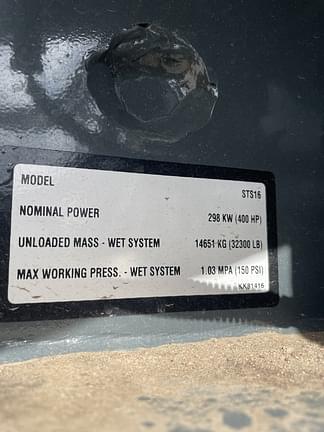 MODEL STS16
NOMINAL POWER 298 KW (400 HP)
UNLOADED MASS - WET SYSTEM 14651 KG (32300 LB)
MAX WORKING PRESS. - WET SYSTEM 1.03 MPA (150 PSI)
KK81416